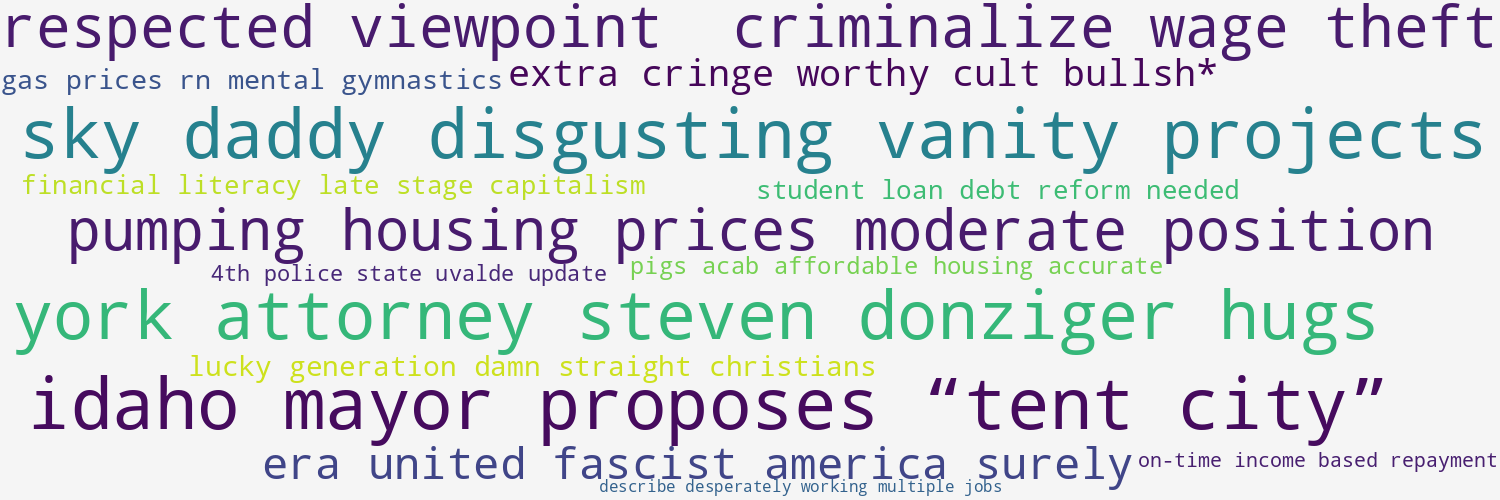 respected viewpoint criminalize wage theft
gas prices rn mental gymnastics extra cringe worthy cult bullsh*
sky daddy disgusting vanity projects
financial literacy late stage capitalism student loan debt reform needed
pumping housing prices moderate position
4th police state uvalde update pigs acab affordable housing accurate
york attorney steven donziger hugs
lucky generation damn straight christians
idaho mayor proposes “tent city”
era united fascist america surely on-time income based repayment
describe desperately working multiple jobs